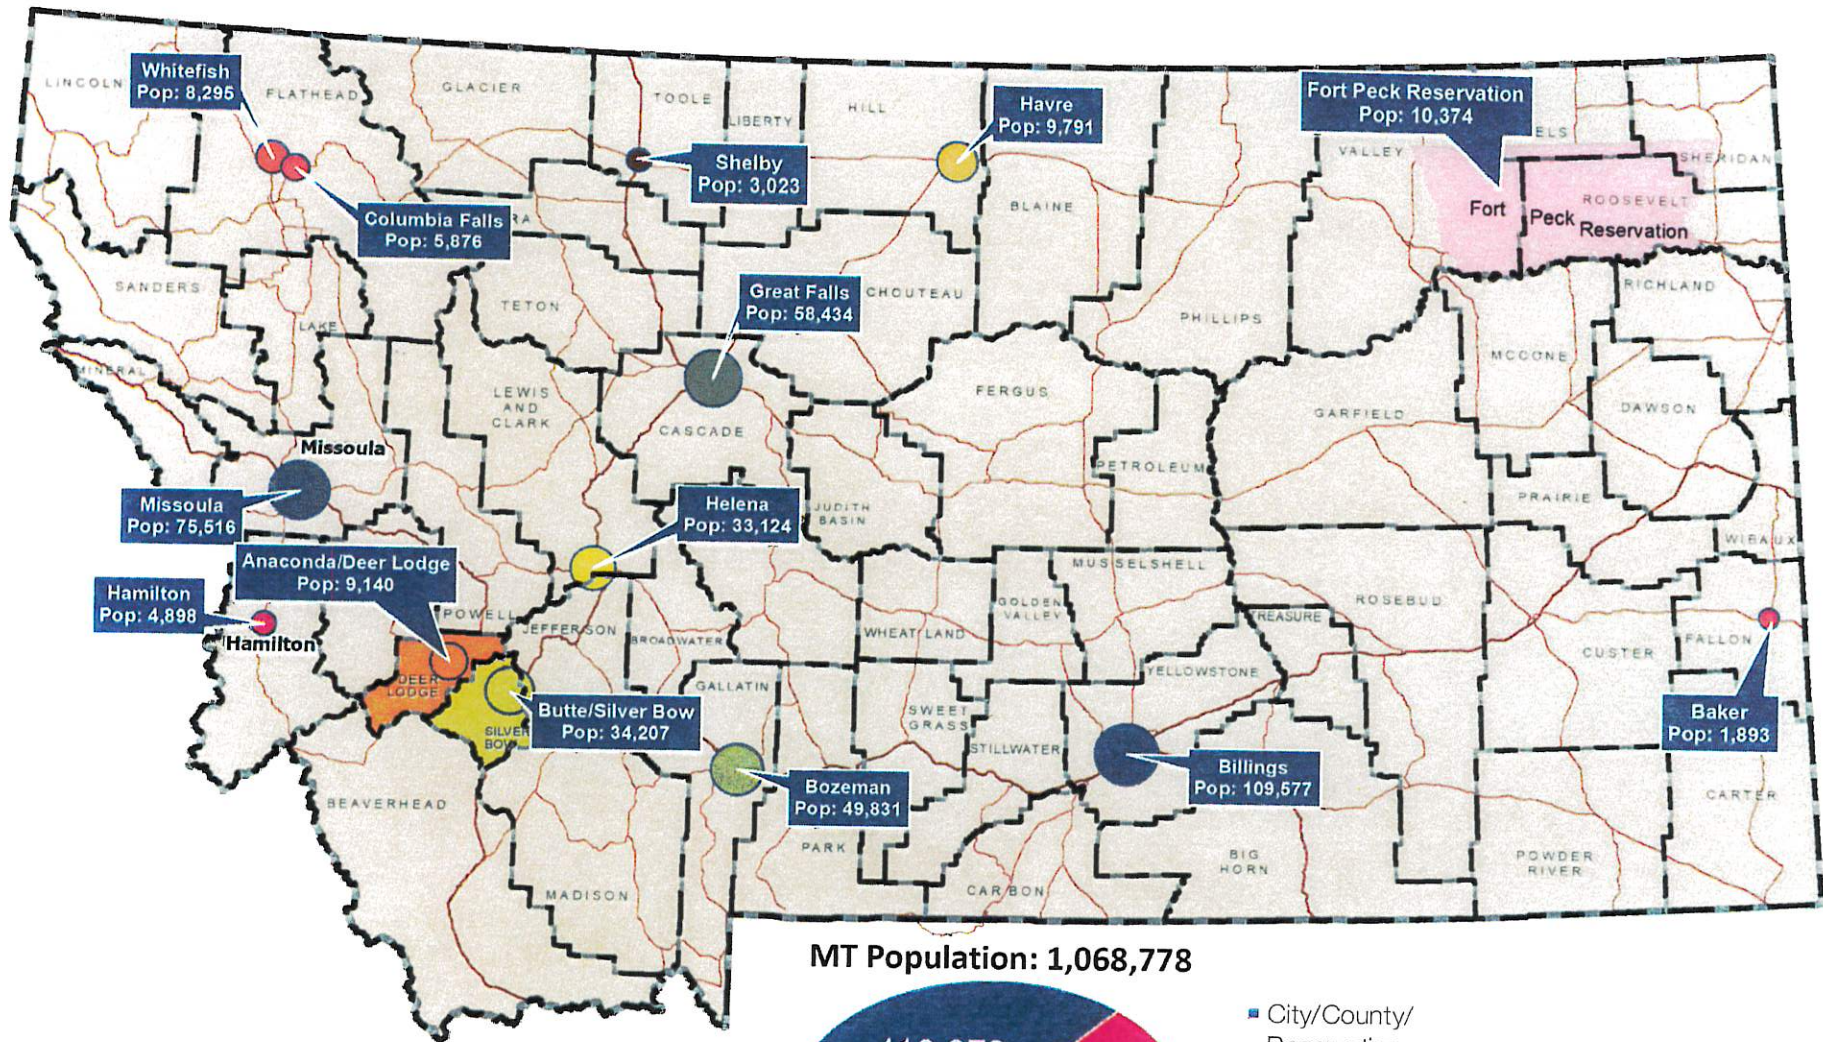 LINCOLN
Whitefish
Pop: 8,295
FLATHEAD
GLACIER
TOOLE
LIBERTY
HILL
Havre
Pop: 9,791
Fort Peck Reservation
Pop: 10,374
ELS
VALLEY
SHERIDAN
Shelby
Pop: 3,023
BLAINE
ROOSEVELT
Fort
Peck
Reservation
Columbia Falls
Pop: 5,876
RA
SANDERS
LAKE
TETON
Great Falls
Pop: 58,434
CHOUTEAU
PHILLIPS
RICHLAND
MCCONE
MINERAL
LEWIS
AND
CLARK
CASCADE
FERGUS
GARFIELD
DAWSON
Missoula
Missoula
Pop: 75,516
Helena
Pop: 33,124
JUDITH
BASIN
PETROLEUM
PRAIRIE
WIBAUX
Anaconda/Deer Lodge
Pop: 9,140
Hamilton
Pop: 4,898
Hamilton
POWELL
JEFFERSON
BROADWATER
WHEATLAND
GOLDEN
VALLEY
MUSSELSHELL
TREASURE
ROSEBUD
CUSTER
FALLON
DEER
LODGE
SILVER
BOW
Butte/Silver Bow
Pop: 34,207
GALLATIN
SWEET
GRASS
STILLWATER
YELLOWSTONE
Billings
Pop: 109,577
Baker
Pop: 1,893
BEAVERHEAD
Bozeman
Pop: 49,831
CARTER
MADISON
PARK
CARBON
BIG
HORN
POWDER
RIVER
MT Population: 1,068,778
City/County/